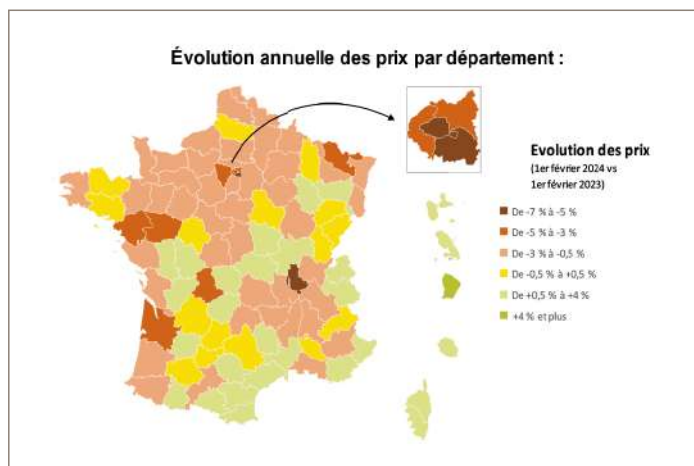 Évolution annuelle des prix par département :
Evolution des prix
(1er février 2024 vs
1er février 2023)
De -7 % à -5 %
De -5 % à -3 %
De -3 % à -0,5 %
De -0,5 % à +0,5 %
De +0,5 % à +4 %
+4 % et plus